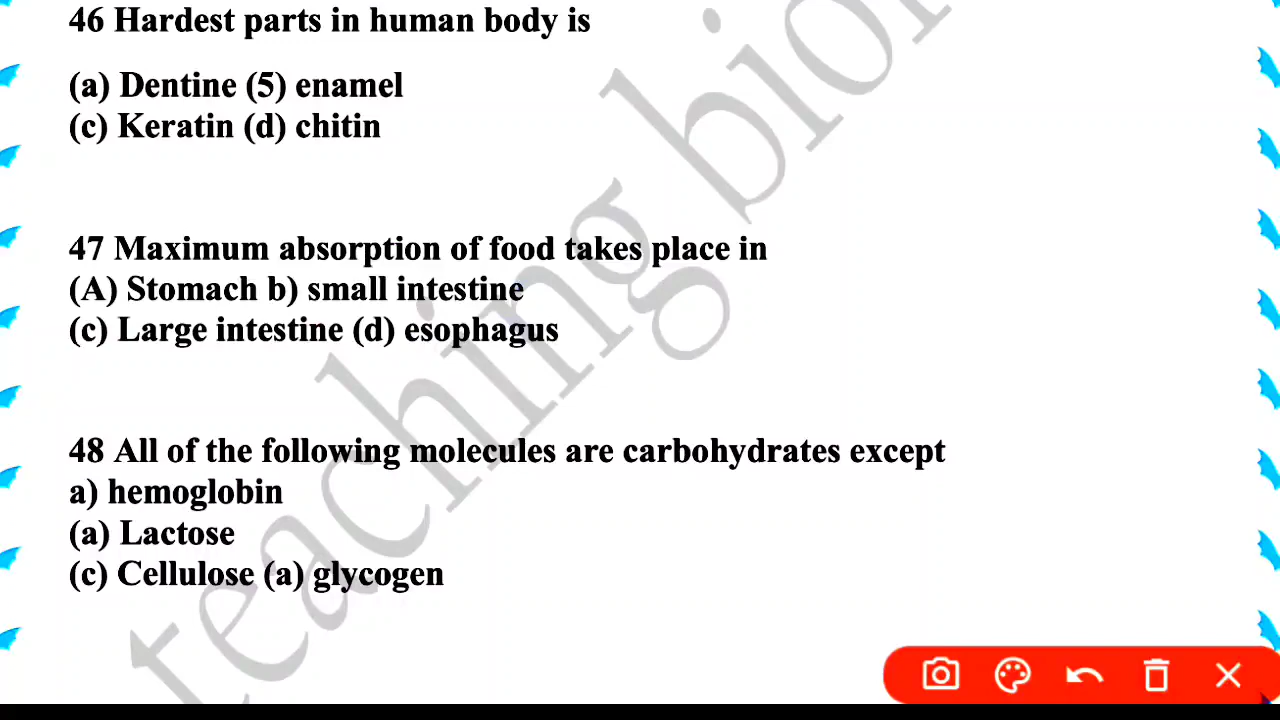 46 Hardest parts in human body is
(a) Dentine (5) enamel
(c) Keratin (d) chitin
47 Maximum absorption of food takes place in
(A) Stomach b) small intestine
(c) Large intestine (d) esophagus
48 All of the following molecules are carbohydrates except
a) hemoglobin
(a) Lactose
(c) Cellulose (a) glycogen
teaching bio